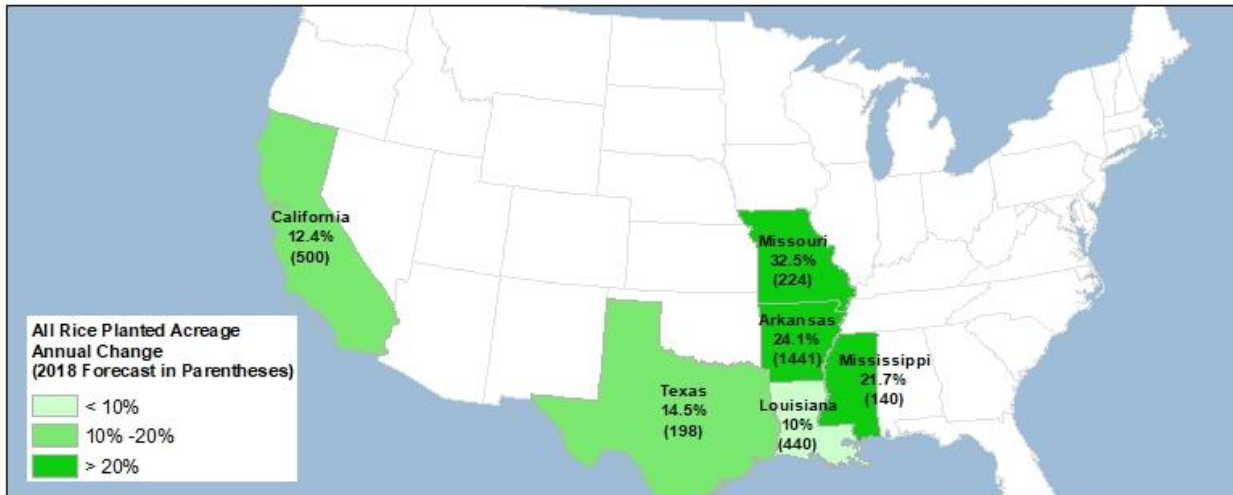 California
12.4%
(500)
Missouri
32.5%
(224)
Arkansas
24.1%
(1441)
Mississippi
21.7%
(140)
Texas
14.5%
(198)
Louisiana
10%
(440)
All Rice Planted Acreage
Annual Change
(2018 Forecast in Parentheses)
< 10%
10% -20%
> 20%